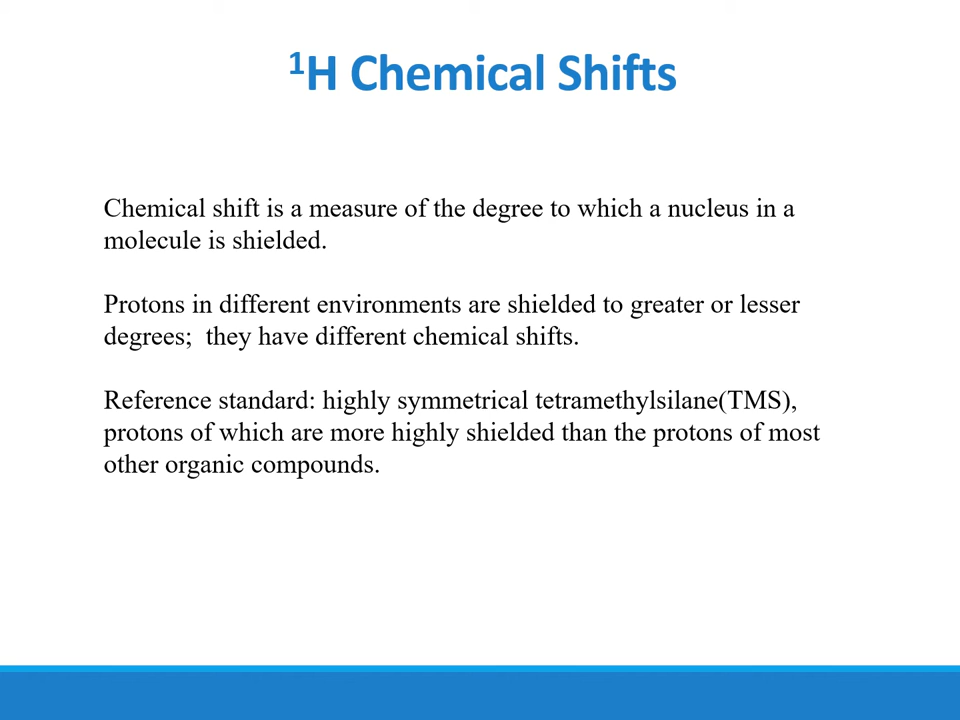 ¹H Chemical Shifts
Chemical shift is a measure of the degree to which a nucleus in a
molecule is shielded.
Protons in different environments are shielded to greater or lesser
degrees;  they have different chemical shifts.
Reference standard: highly symmetrical tetramethylsilane(TMS),
protons of which are more highly shielded than the protons of most
other organic compounds.